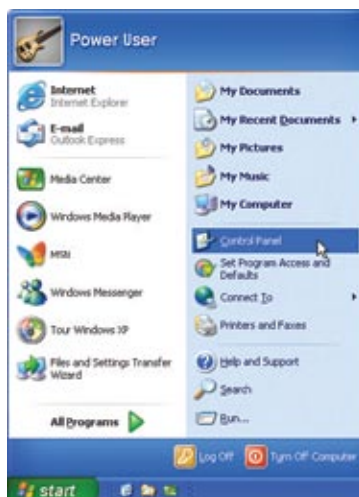 Power User
Internet
Internet Explorer
E-mail
Outlook Express
Media Center
Windows Media Player
MSN
Windows Messenger
Tour Windows XP
Files and Settings Transfer
Wizard
All Programs
My Documents
My Recent Documents
My Pictures
My Music
My Computer
Control Panel
Set Program Access and
Defaults
Connect To
Printers and Faxes
Help and Support
Search
Run...
Log Off
Turn Off Computer
start